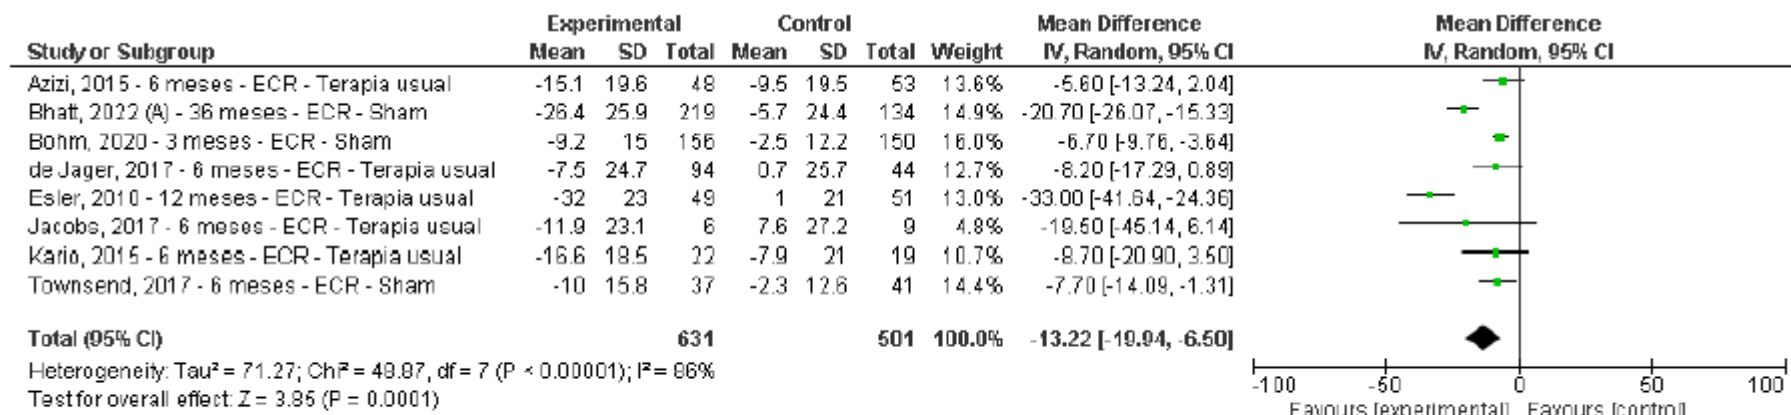 Experimental Control Mean Difference Mean Difference
Study or Subgroup Mean SD Total Mean SD Total Weight IV, Random, 95% CI IV, Random, 95% CI
Azizi, 2015 - 6 meses - ECR - Terapia usual -15.1 19.6 48 -9.5 19.5 53 13.6% -5.60 [-13.24, 2.04]
Bhatt, 2022 (A) - 36 meses - ECR - Sham -26.4 25.9 219 -5.7 24.4 134 14.9% -20.70 [-26.07, -15.33]
Bohm, 2020 - 3 meses - ECR - Sham -9.2 15 156 -2.5 12.2 150 16.0% -6.70 [-9.76, -3.64]
de Jager, 2017 - 6 meses - ECR - Terapia usual -7.5 24.7 94 0.7 25.7 44 12.7% -8.20 [-17.29, 0.89]
Esler, 2010 - 12 meses - ECR - Terapia usual -32 23 49 1 21 51 13.0% -33.00 [-41.64, -24.36]
Jacobs, 2017 - 6 meses - ECR - Terapia usual -11.9 23.1 6 7.6 27.2 9 4.8% -19.50 [-45.14, 6.14]
Kario, 2015 - 6 meses - ECR - Terapia usual -16.6 18.5 22 -7.9 21 19 10.7% -8.70 [-20.90, 3.50]
Townsend, 2017 - 6 meses - ECR - Sham -10 15.8 37 -2.3 12.6 41 14.4% -7.70 [-14.09, -1.31]
Total (95% CI) 631 501 100.0% -13.22 [-19.94, -6.50]
Heterogeneity: Tau² = 71.27; Chi² = 48.87, df = 7 (P < 0.00001); I² = 86%
Test for overall effect: Z = 3.85 (P = 0.0001)
-100 -50 0 50 100
Favours [experimental] Favours [control]